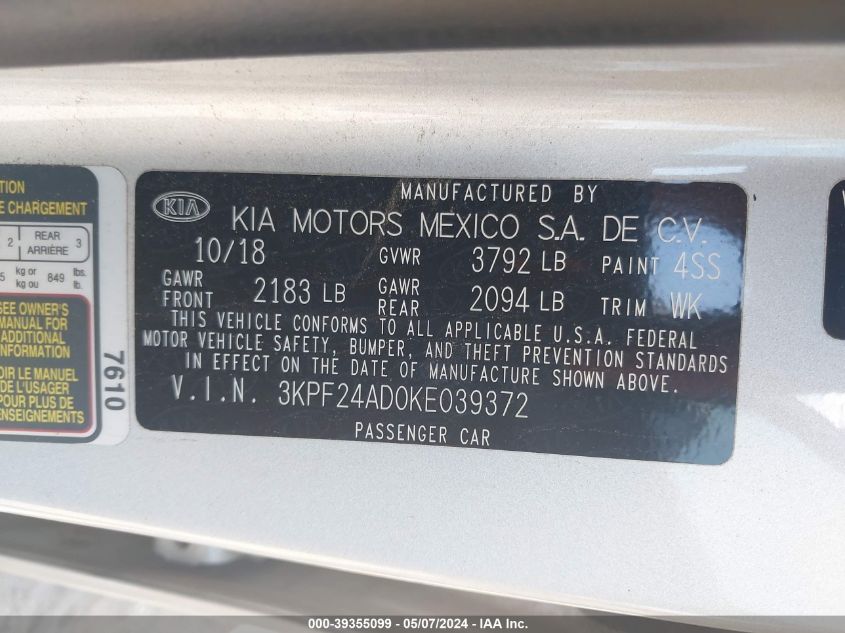 TION
E CHARGEMENT
2 REAR ARRIÈRE 3
5 kg or kg ou 849 lbs. lb.
SEE OWNER'S
MANUAL FOR
ADDITIONAL
INFORMATION
OIR LE MANUEL
DE L'USAGER
POUR PLUS DE
ENSEIGNEMENTS
7610
KIA
MANUFACTURED BY
KIA MOTORS MEXICO S.A. DE C.V.
10/18 GVWR 3792 LB PAINT 4SS
GAWR FRONT 2183 LB GAWR REAR 2094 LB TRIM WK
THIS VEHICLE CONFORMS TO ALL APPLICABLE U.S.A. FEDERAL
MOTOR VEHICLE SAFETY, BUMPER, AND THEFT PREVENTION STANDARDS
IN EFFECT ON THE DATE OF MANUFACTURE SHOWN ABOVE.
V.I.N. 3KPF24AD0KE039372
PASSENGER CAR
000-39355099 - 05/07/2024 - IAA Inc.